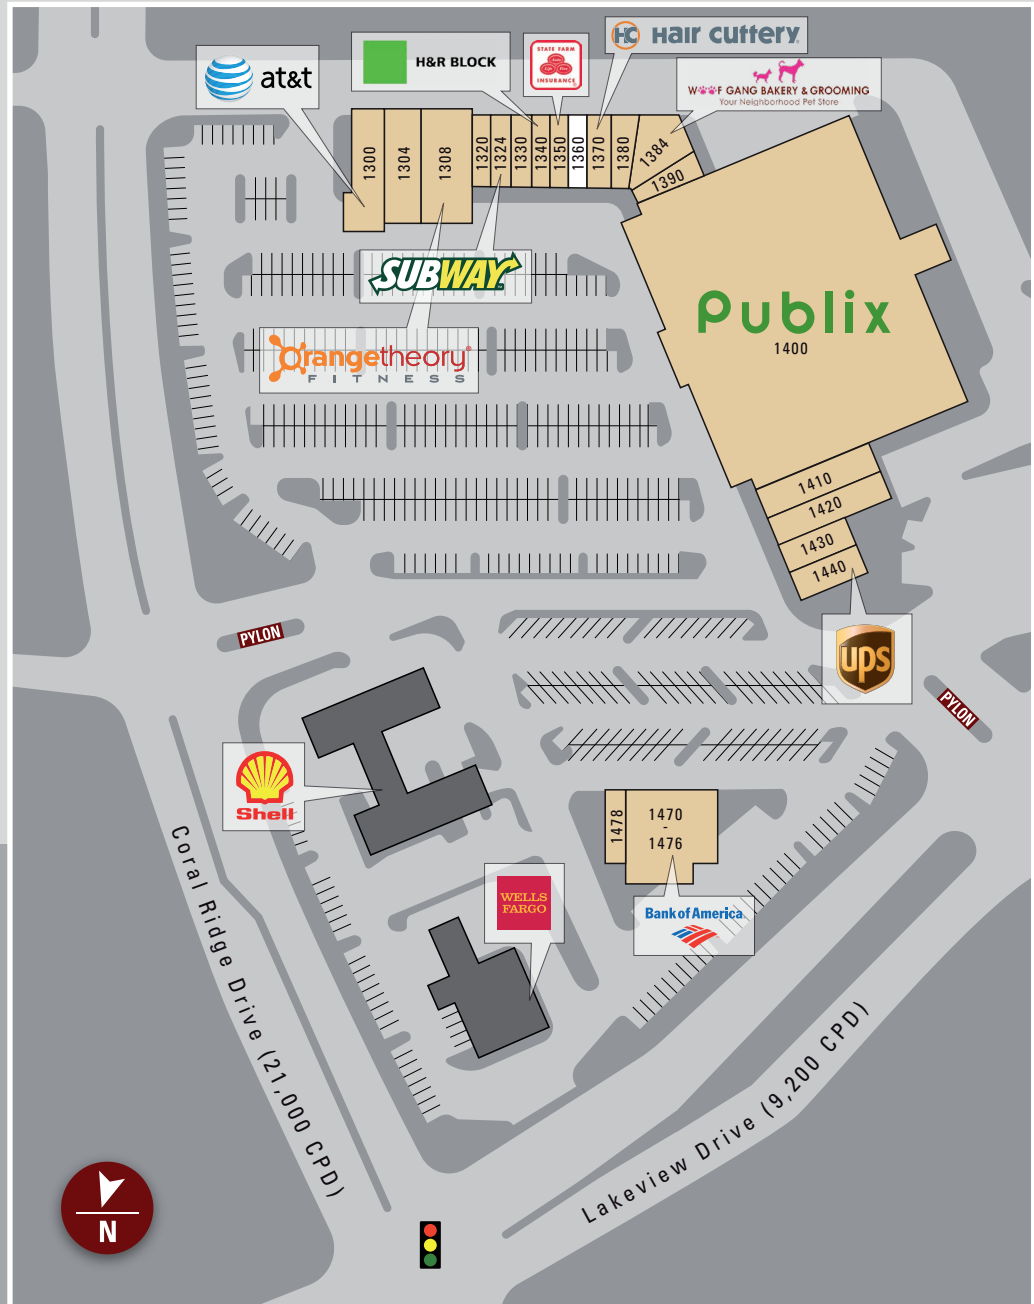 HC Hair Cuttery.
at&t
H&R BLOCK
STATE FARM
INSURANCE
WOOF GANG BAKERY & GROOMING
Your Neighborhood Pet Store
1300
1304
1308
1320
1324
1330
1340
1350
1360
1370
1380
1384
1390
SUBWAY
Orangetheory®
FITNESS
Publix
1400
1410
1420
1430
1440
ups
PYLON
PYLON
Shell
1478
1470
-
1476
WELLS
FARGO
Bank of America
Coral Ridge Drive (21,000 CPD)
Lakeview Drive (9,200 CPD)
N